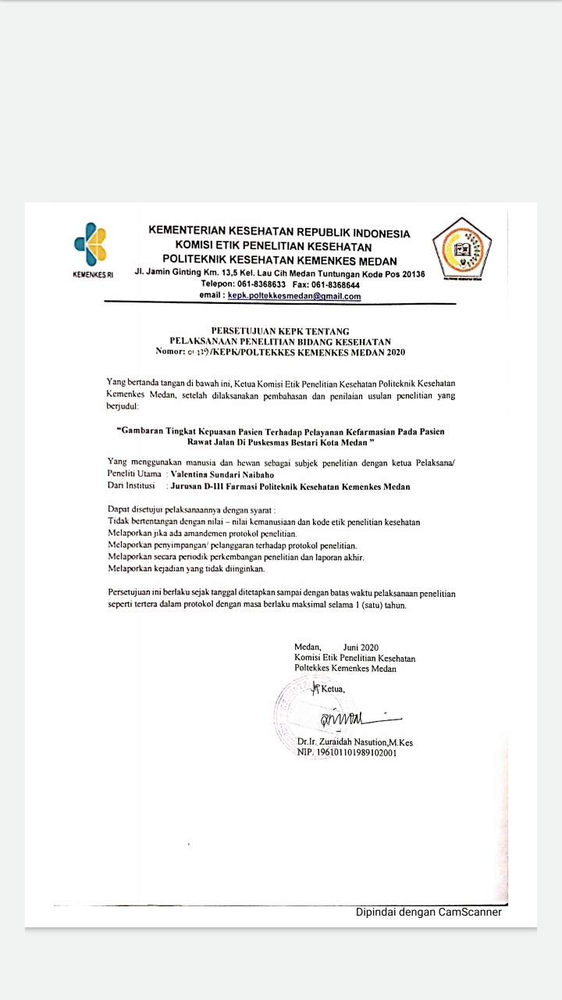 KEMENKES RI
KEMENTERIAN KESEHATAN REPUBLIK INDONESIA
KOMISI ETIK PENELITIAN KESEHATAN
POLITEKNIK KESEHATAN KEMENKES MEDAN
Jl. Jamin Ginting Km. 13,5 Kel. Lau Cih Medan Tuntungan Kode Pos 20136
Telepon: 061-8368633 Fax: 061-8368644
email : kepk.poltekkesmedan@gmail.com
PERSETUJUAN KEPK TENTANG
PELAKSANAAN PENELITIAN BIDANG KESEHATAN
Nomor: /KEPK/POLTEKKES KEMENKES MEDAN 2020
Yang bertanda tangan di bawah ini, Ketua Komisi Etik Penelitian Kesehatan Politeknik Kesehatan
Kemenkes Medan, setelah dilaksanakan pembahasan dan penilaian usulan penelitian yang
berjudul:
“Gambaran Tingkat Kepuasan Pasien Terhadap Pelayanan Kefarmasian Pada Pasien
Rawat Jalan Di Puskesmas Bestari Kota Medan ”
Yang menggunakan manusia dan hewan sebagai subjek penelitian dengan ketua Pelaksana/
Peneliti Utama : Valentina Sundari Naibaho
Dari Institusi : Jurusan D-III Farmasi Politeknik Kesehatan Kemenkes Medan
Dapat disetujui pelaksanaannya dengan syarat :
Tidak bertentangan dengan nilai – nilai kemanusiaan dan kode etik penelitian kesehatan
Melaporkan jika ada amandemen protokol penelitian.
Melaporkan penyimpangan/ pelanggaran terhadap protokol penelitian.
Melaporkan secara periodik perkembangan penelitian dan laporan akhir.
Melaporkan kejadian yang tidak diinginkan.
Persetujuan ini berlaku sejak tanggal ditetapkan sampai dengan batas waktu pelaksanaan penelitian
seperti tertera dalam protokol dengan masa berlaku maksimal selama 1 (satu) tahun.
Medan, Juni 2020
Komisi Etik Penelitian Kesehatan
Poltekkes Kemenkes Medan
Ketua,
Dr.Ir. Zuraidah Nasution,M.Kes
NIP. 196101101989102001
Dipindai dengan CamScanner